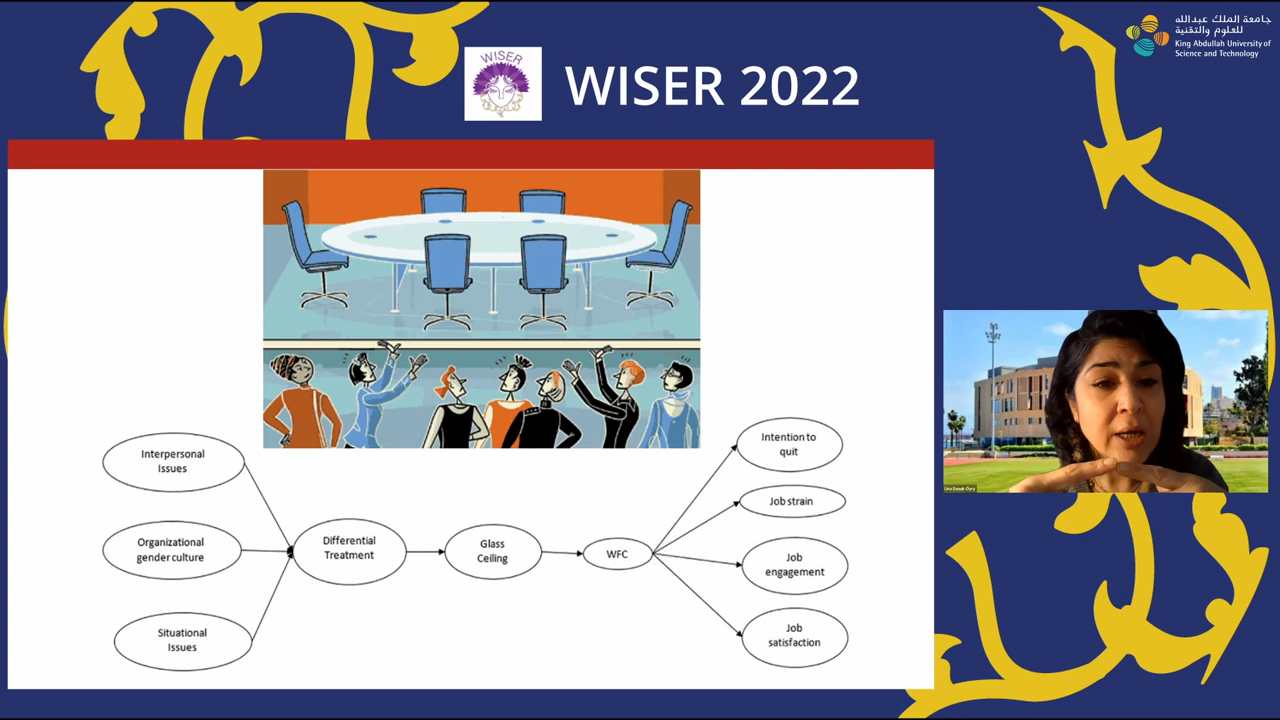 WISER
WISER 2022
جامعة الملك عبدالله
للعلوم والتقنية
King Abdullah University of
Science and Technology
Interpersonal
Issues
Organizational
gender culture
Situational
Issues
Differential
Treatment
Glass
Ceiling
WFC
Intention to
quit
Job strain
Job
engagement
Job
satisfaction